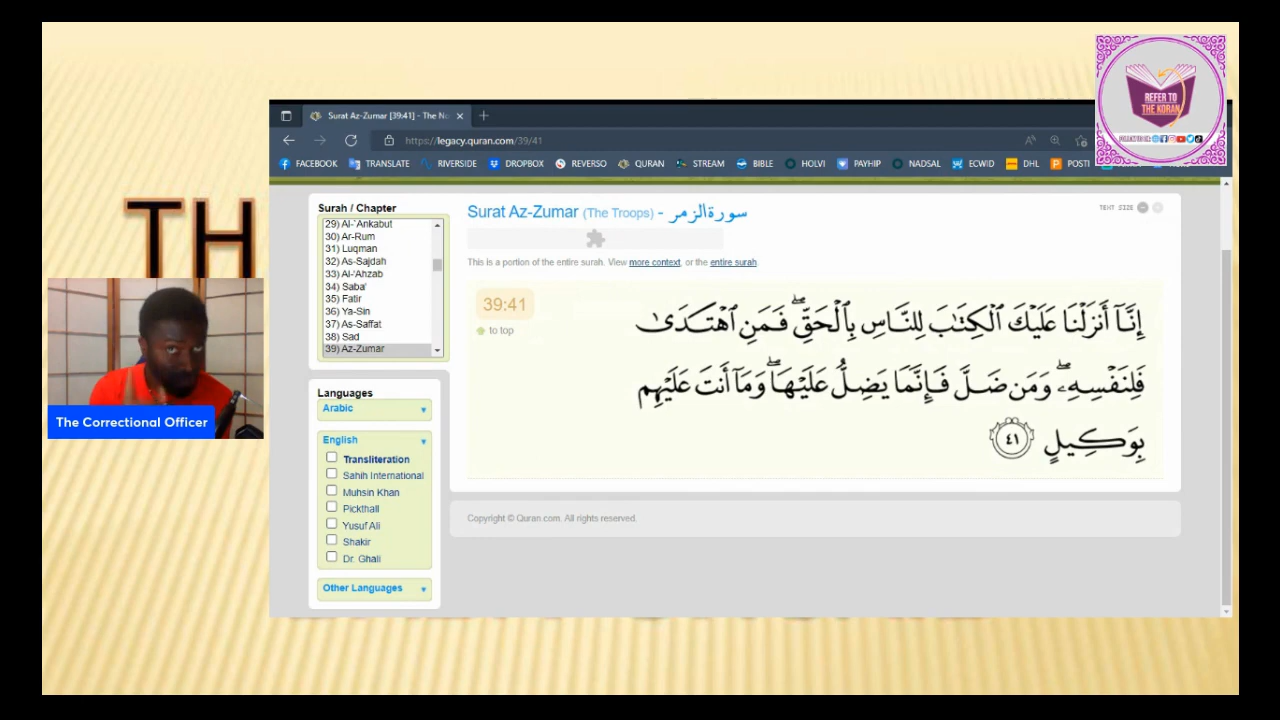 REFER TO
THE KORAN
Surat Az-Zumar [39:41] - The No
https://legacy.quran.com/39/41
FACEBOOK TRANSLATE RIVERSIDE DROPBOX REVERSO QURAN STREAM BIBLE HOLVI PAYHIP NADSAL ECWID DHL POSTI
TH
Surah / Chapter
29) Al-`Ankabut
30) Ar-Rum
31) Luqman
32) As-Sajdah
33) Al-'Ahzab
34) Saba'
35) Fatir
36) Ya-Sin
37) As-Saffat
38) Sad
39) Az-Zumar
Languages
Arabic
English
Transliteration
Sahih International
Muhsin Khan
Pickthall
Yusuf Ali
Shakir
Dr. Ghali
Other Languages
Surat Az-Zumar (The Troops) - سورة الزمر
TEXT SIZE
This is a portion of the entire surah. View more context, or the entire surah
39:41
to top
إِنَّآ أَنزَلْنَا عَلَيْكَ ٱلْكِتَٰبَ لِلنَّاسِ بِٱلْحَقِّ ۖ فَمَنِ ٱهْتَدَىٰ
فَلِنَفْسِهِۦ ۖ وَمَن ضَلَّ فَإِنَّمَا يَضِلُّ عَلَيْهَا ۖ وَمَآ أَنتَ عَلَيْهِم
بِوَكِيلٍ ٤١
Copyright © Quran.com. All rights reserved.
The Correctional Officer